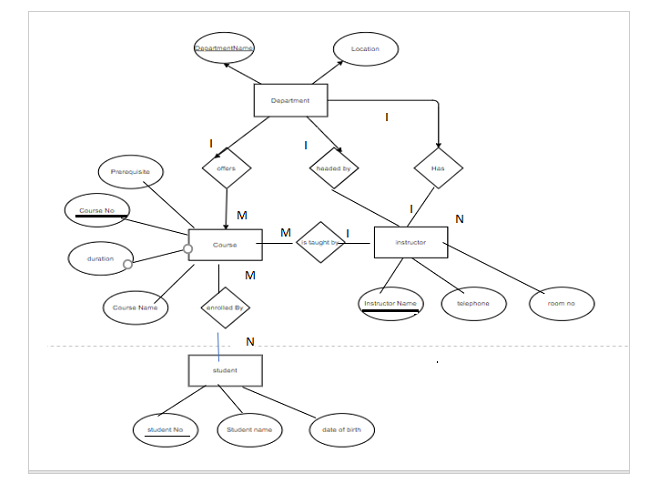 DepartmentName
Location
Department
I
I
I
offers
headed by
Has
Prerequisite
Course No
M
I
N
Course
M
is taught by
I
instructor
duration
M
Course Name
enrolled By
Instructor Name
telephone
room no
N
student
student No
Student name
date of birth